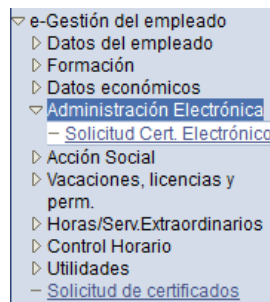 e-Gestión del empleado
Datos del empleado
Formación
Datos económicos
Administración Electrónica
– Solicitud Cert. Electrónico
Acción Social
Vacaciones, licencias y
perm.
Horas/Serv.Extraordinarios
Control Horario
Utilidades
– Solicitud de certificados